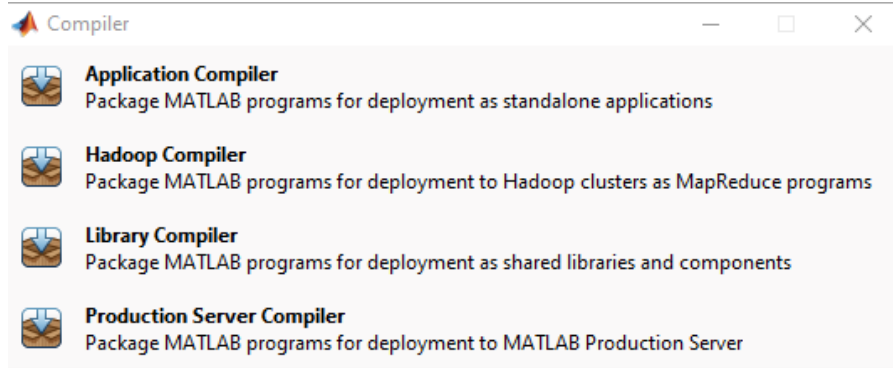 Compiler
Application Compiler
Package MATLAB programs for deployment as standalone applications
Hadoop Compiler
Package MATLAB programs for deployment to Hadoop clusters as MapReduce programs
Library Compiler
Package MATLAB programs for deployment as shared libraries and components
Production Server Compiler
Package MATLAB programs for deployment to MATLAB Production Server